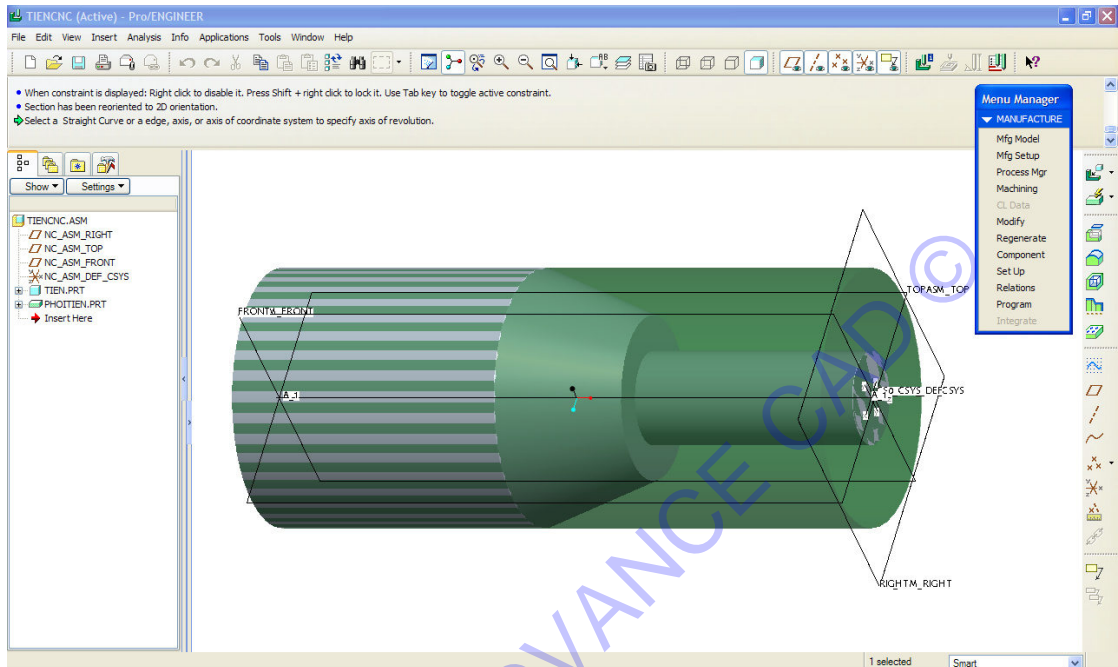 TIENCNC (Active) - Pro/ENGINEER
File Edit View Insert Analysis Info Applications Tools Window Help
• When constraint is displayed: Right click to disable it. Press Shift + right click to lock it. Use Tab key to toggle active constraint.
• Section has been reoriented to 2D orientation.
Select a Straight Curve or a edge, axis, or axis of coordinate system to specify axis of revolution.
Menu Manager
MANUFACTURE
Mfg Model
Mfg Setup
Process Mgr
Machining
CL Data
Modify
Regenerate
Component
Set Up
Relations
Program
Integrate
Show Settings
TIENCNC.ASM
NC_ASM_RIGHT
NC_ASM_TOP
NC_ASM_FRONT
NC_ASM_DEF_CSYS
TIEN.PRT
PHOITIEN.PRT
Insert Here
TOPASM_TOP
A_1
RIGHTM_RIGHT
ADVANCE CAD ©
1 selected Smart